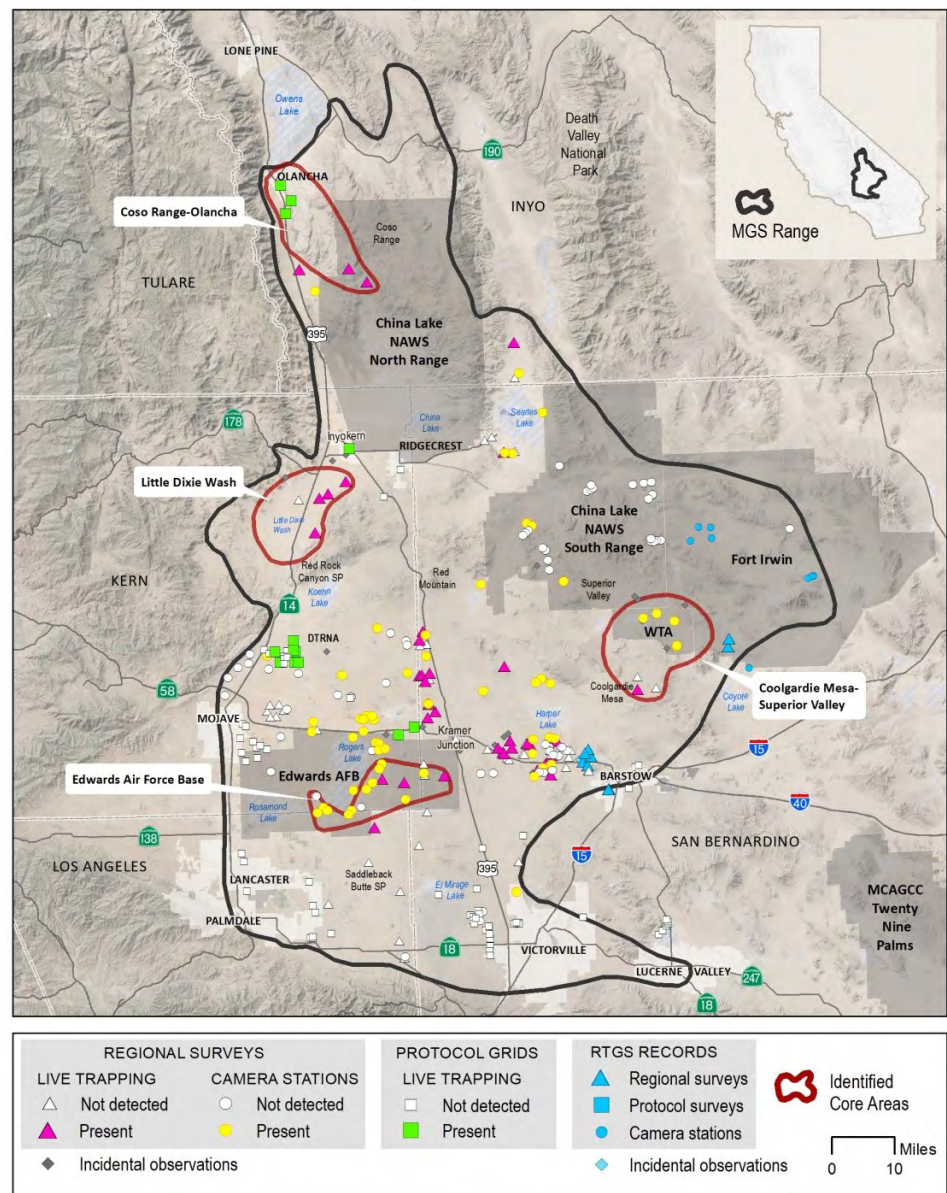 LONE PINE
Owens
Lake
190
Death
Valley
National
Park
MGS Range
OLANCHA
INYO
Coso Range-Olancha
Coso
Range
TULARE
China Lake
NAWS
North Range
395
178
China
Lake
Searles
Lake
Inyokern
RIDGECREST
Little Dixie Wash
Little Dixie
Wash
China Lake
NAWS
South Range
Fort Irwin
KERN
Red Rock
Canyon SP
Koehn
Lake
Red
Mountain
Superior
Valley
14
WTA
DTRNA
58
Coolgardie
Mesa
Coolgardie Mesa-
Superior Valley
Coyote
Lake
MOJAVE
Harper
Lake
Kramer
Junction
15
Rogers
Lake
Edwards Air Force Base
Edwards AFB
BARSTOW
Rosamond
Lake
40
138
SAN BERNARDINO
15
LOS ANGELES
Saddleback
Butte SP
395
LANCASTER
El Mirage
Lake
MCAGCC
Twenty
Nine
Palms
PALMDALE
18
VICTORVILLE
LUCERNE VALLEY
247
18
REGIONAL SURVEYS
LIVE TRAPPING
Not detected
Present
Incidental observations
CAMERA STATIONS
Not detected
Present
PROTOCOL GRIDS
LIVE TRAPPING
Not detected
Present
RTGS RECORDS
Regional surveys
Protocol surveys
Camera stations
Incidental observations
Identified
Core Areas
Miles
0 10